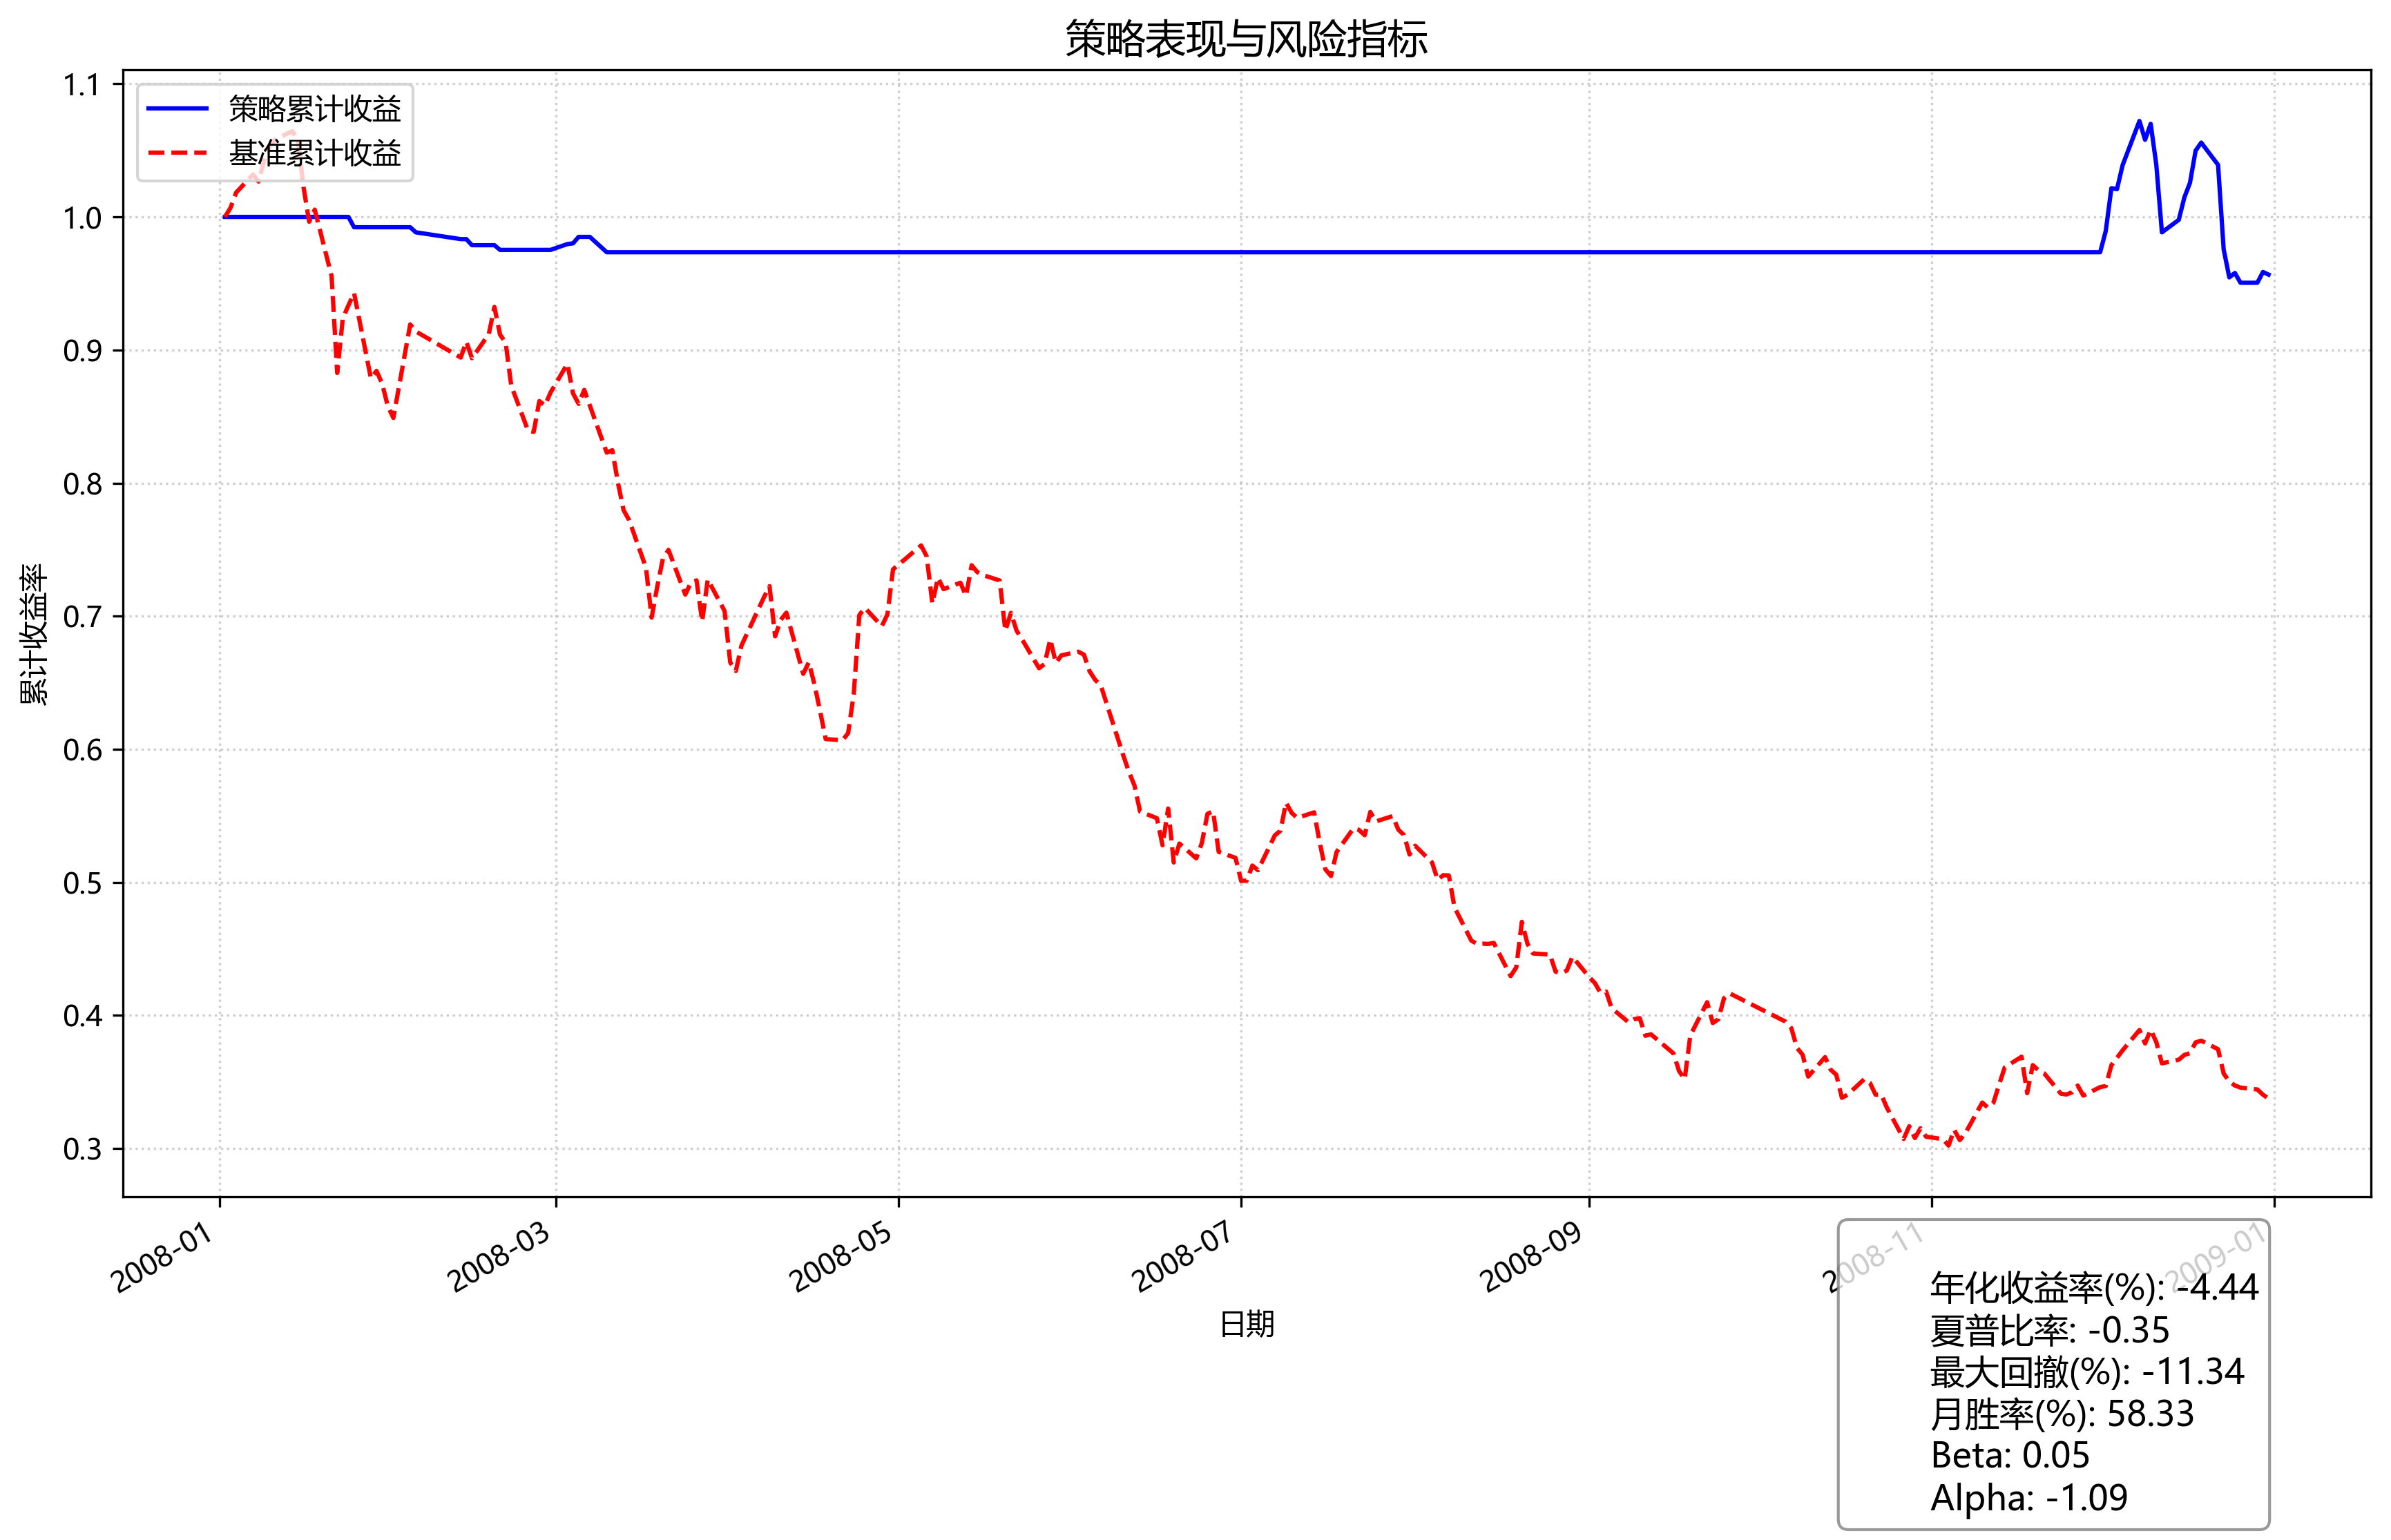 策略表现与风险指标
策略累计收益
基准累计收益
累计收益率
1.1
1.0
0.9
0.8
0.7
0.6
0.5
0.4
0.3
2008-01
2008-03
2008-05
2008-07
2008-09
2008-11
2009-01
日期
年化收益率(%): -4.44
夏普比率: -0.35
最大回撤(%): -11.34
月胜率(%): 58.33
Beta: 0.05
Alpha: -1.09